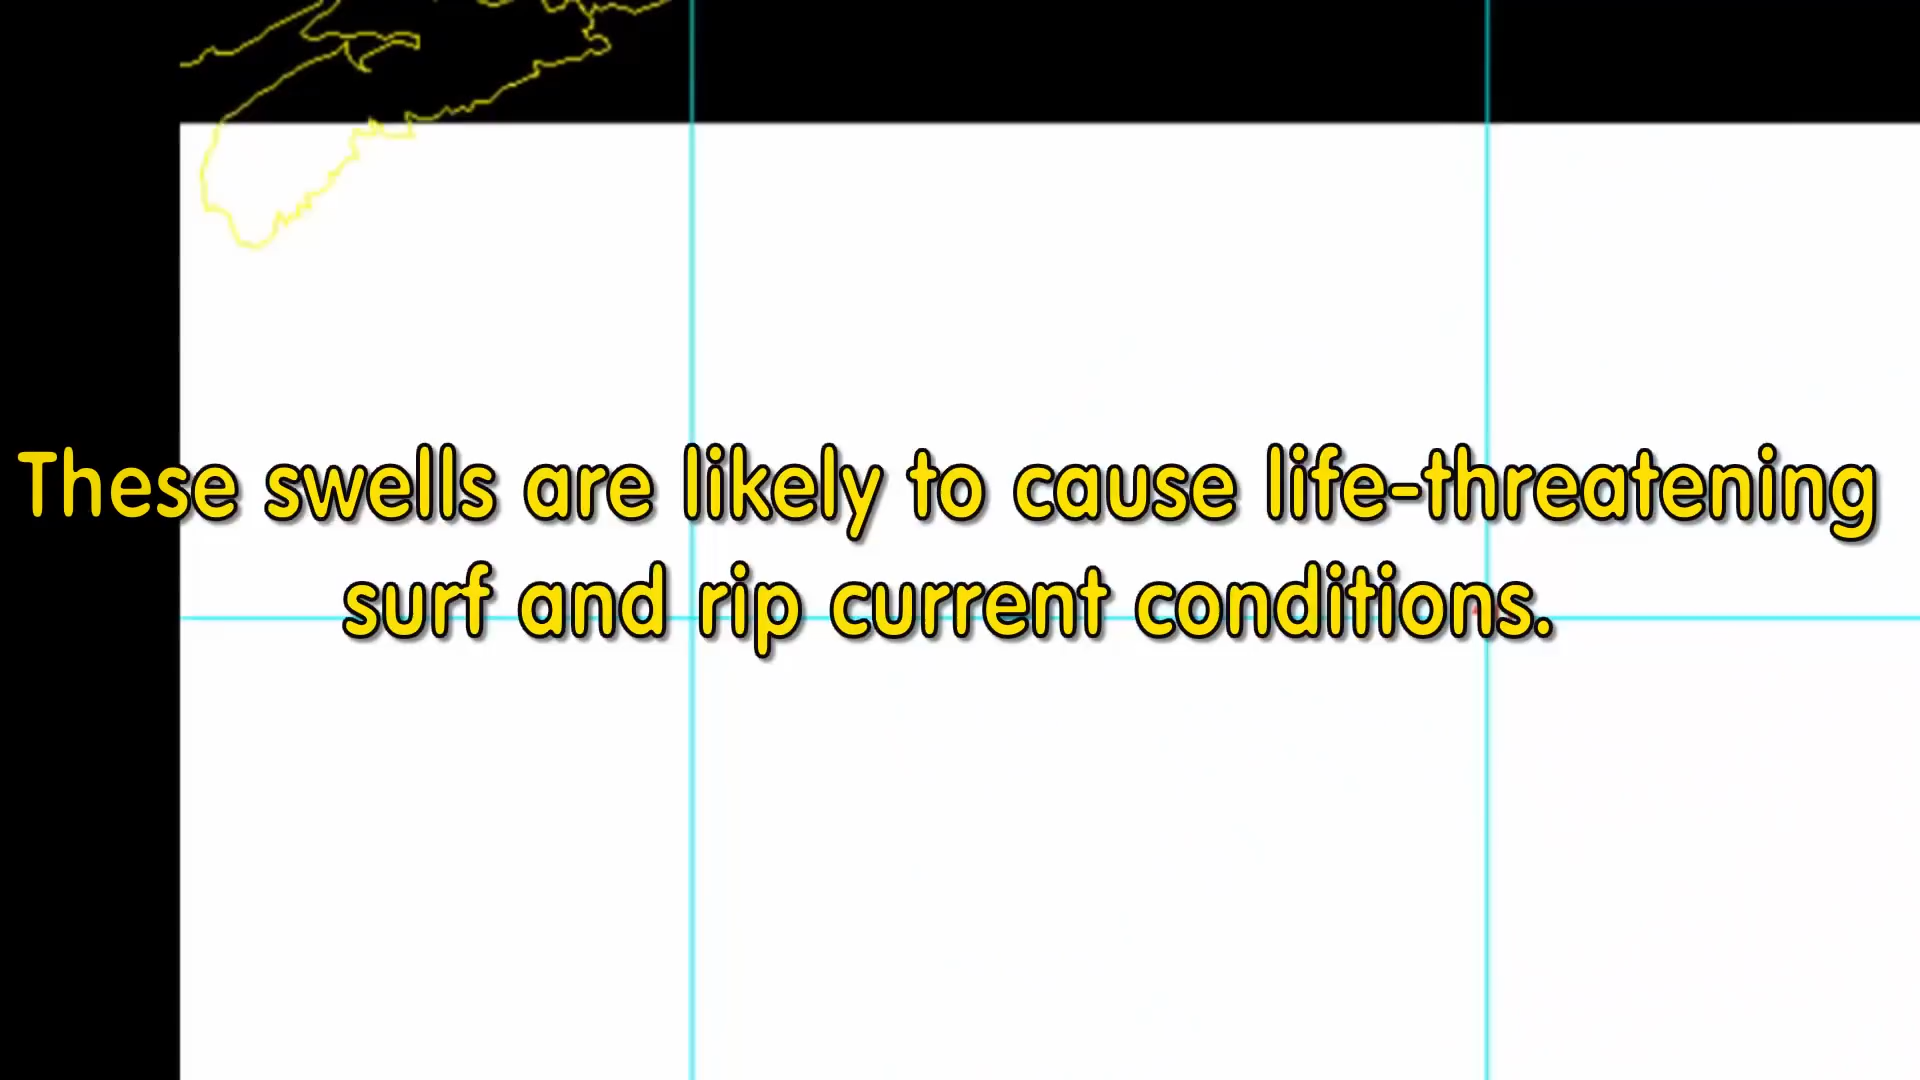 These swells are likely to cause life-threatening
surf and rip current conditions.